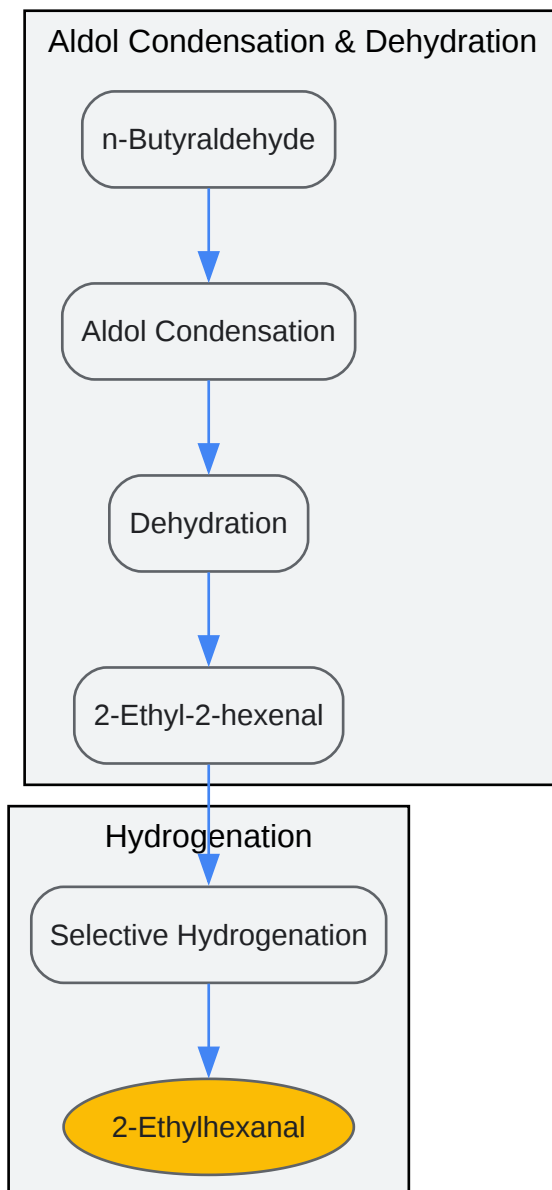 Aldol Condensation & Dehydration
n-Butyraldehyde
Aldol Condensation
Dehydration
2-Ethyl-2-hexenal
Hydrogenation
Selective Hydrogenation
2-Ethylhexanal